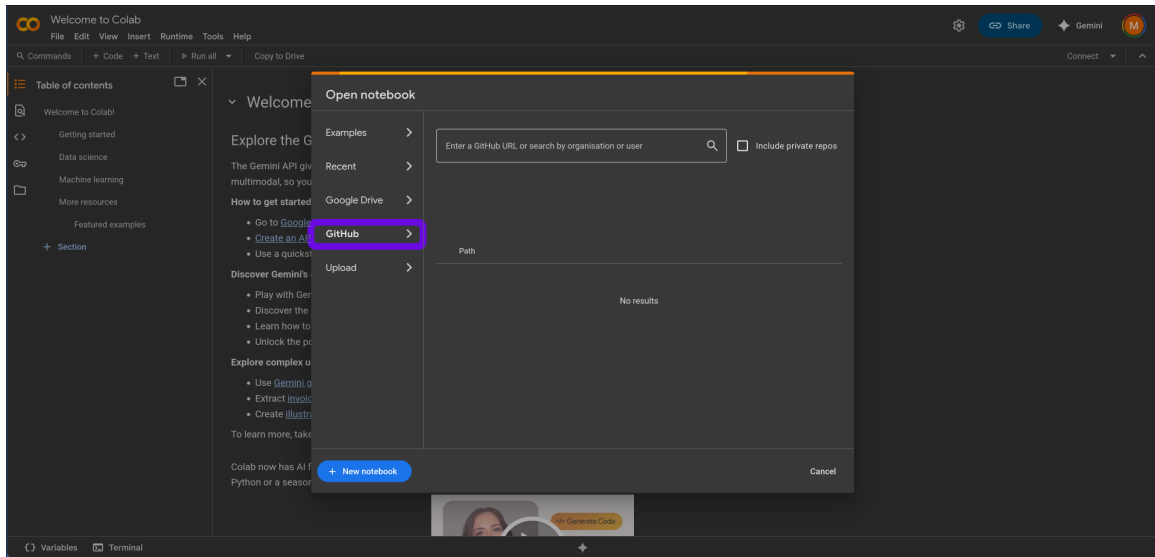 Welcome to Colab
File Edit View Insert Runtime Tools Help
Share
Gemini
M
Commands + Code + Text Run all Copy to Drive
Connect
Table of contents
Welcome to Colab!
Getting started
Data science
Machine learning
More resources
Featured examples
+ Section
Welcome
Explore the G
The Gemini API giv
multimodal, so you
How to get started
• Go to Google
• Create an AP
• Use a quickst
Discover Gemini's
• Play with Gem
• Discover the
• Learn how to
• Unlock the po
Explore complex u
• Use Gemini g
• Extract invoic
• Create illustra
To learn more, take
Colab now has AI f
Python or a season
Open notebook
Examples
Recent
Google Drive
GitHub
Upload
Enter a GitHub URL or search by organisation or user
Include private repos
Path
No results
+ New notebook
Cancel
Generate Code
Variables Terminal